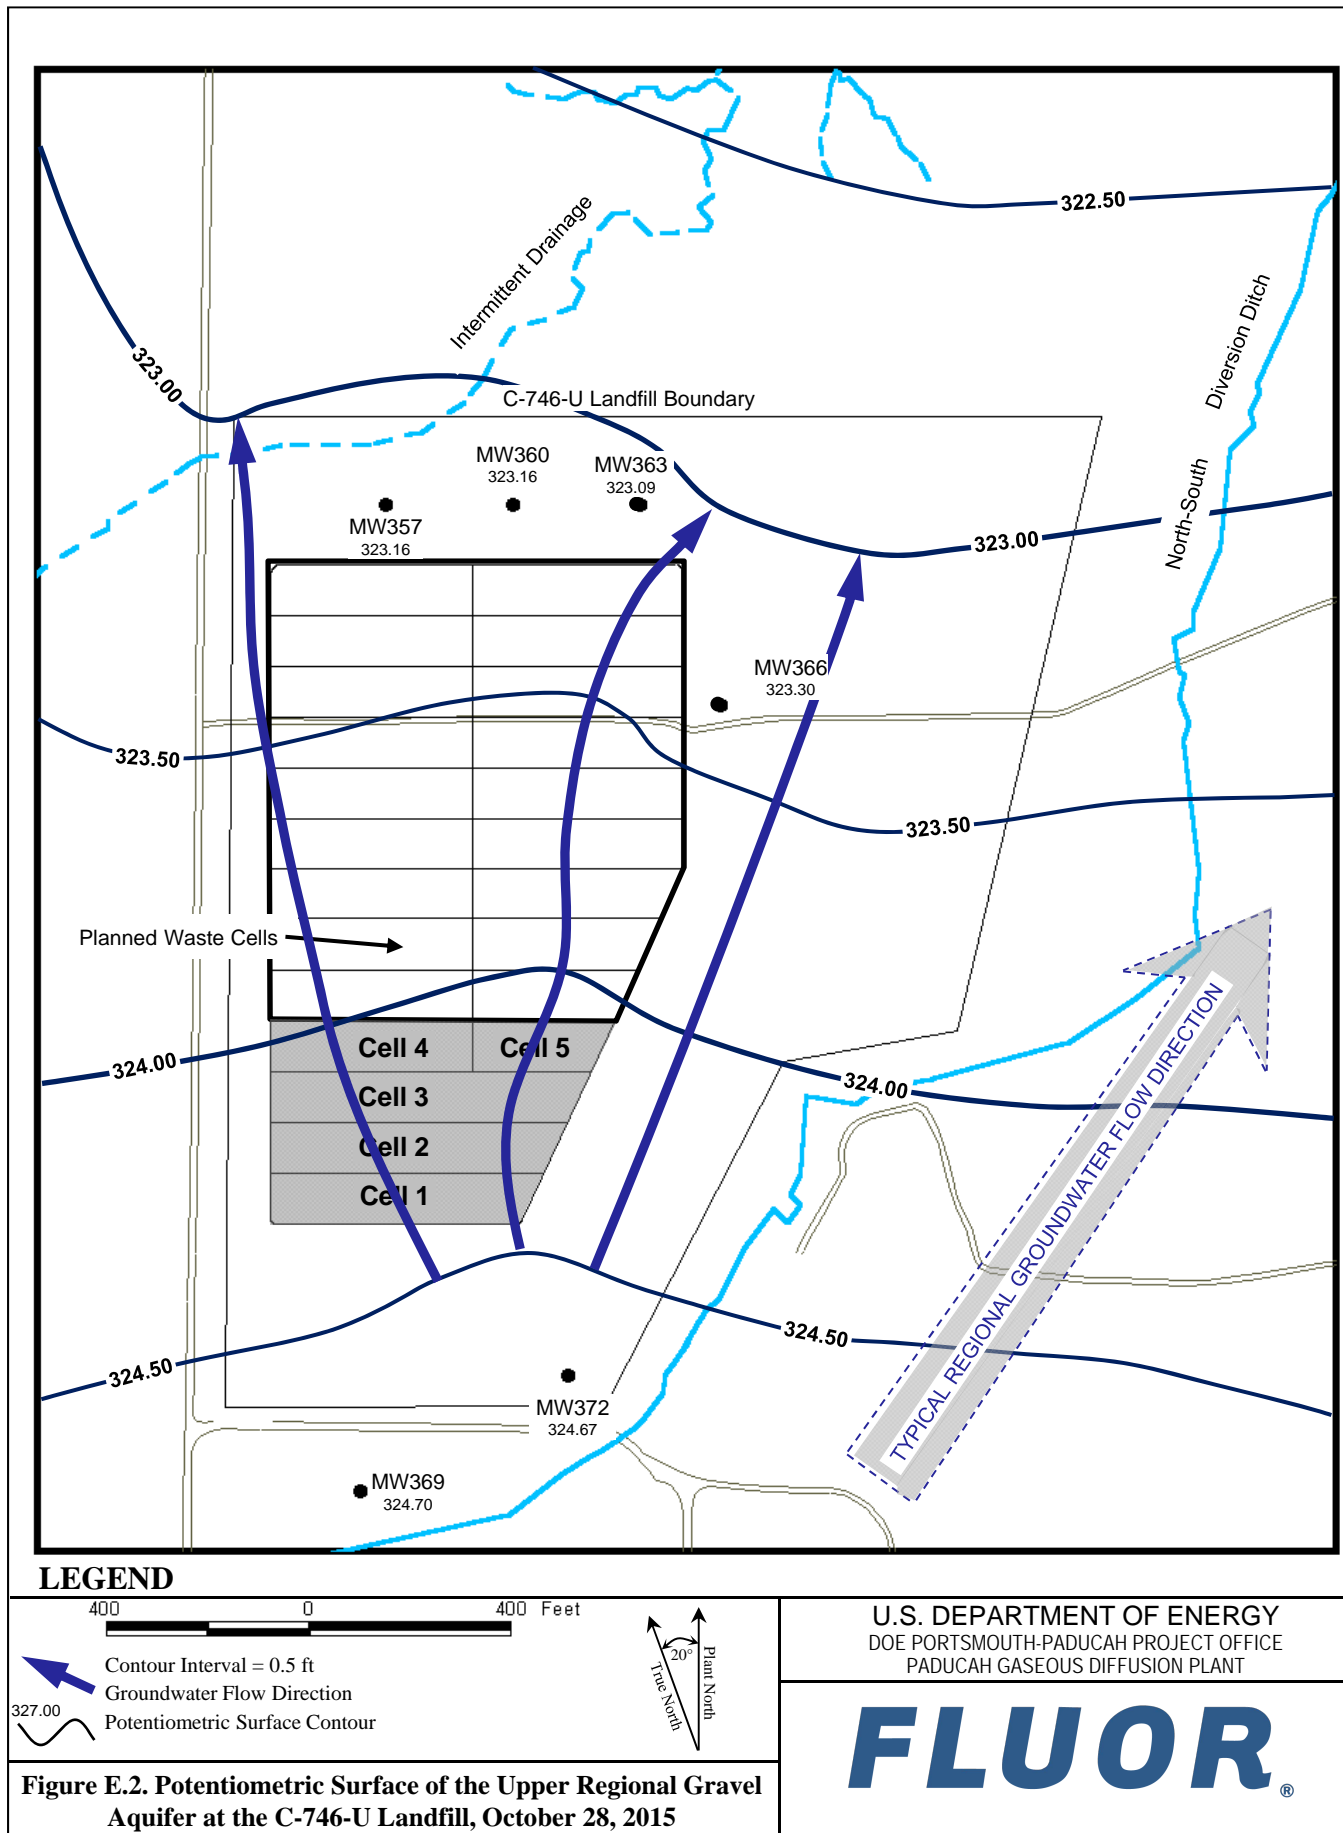 322.50
Intermittent Drainage
Diversion Ditch
323.00
C-746-U Landfill Boundary
MW360
323.16
MW363
323.09
MW357
323.16
North-South
323.00
MW366
323.30
323.50
323.50
Planned Waste Cells
Cell 4
Cell 5
324.00
324.00
Cell 3
Cell 2
Cell 1
TYPICAL REGIONAL GROUNDWATER FLOW DIRECTION
324.50
324.50
MW372
324.67
MW369
324.70
LEGEND
400 0 400 Feet
Contour Interval = 0.5 ft
Groundwater Flow Direction
327.00
Potentiometric Surface Contour
20°
True North
Plant North
U.S. DEPARTMENT OF ENERGY
DOE PORTSMOUTH-PADUCAH PROJECT OFFICE
PADUCAH GASEOUS DIFFUSION PLANT
FLUOR®
Figure E.2. Potentiometric Surface of the Upper Regional Gravel
Aquifer at the C-746-U Landfill, October 28, 2015